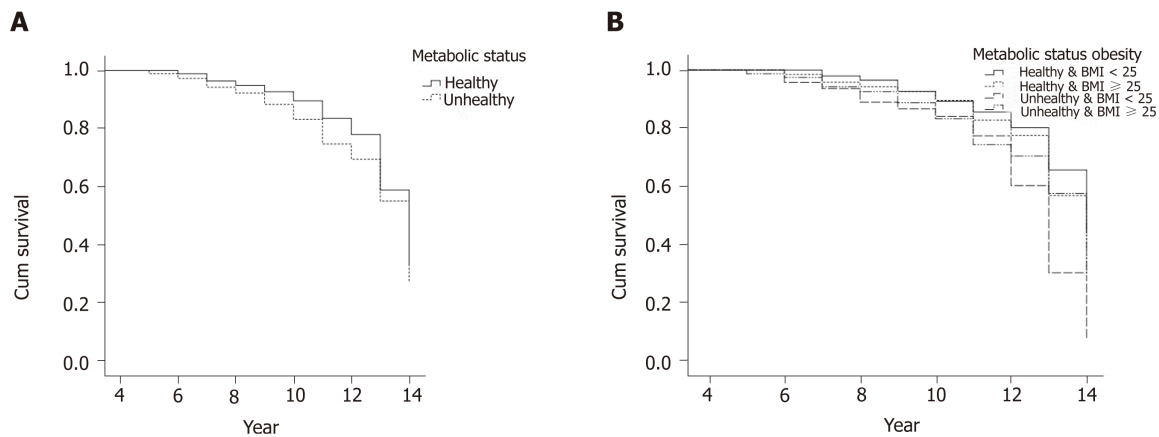 A
Metabolic status
Healthy
Unhealthy
Cum survival
1.0
0.8
0.6
0.4
0.2
0.0
4 6 8 10 12 14
Year
B
Metabolic status obesity
Healthy & BMI < 25
Healthy & BMI ⩾ 25
Unhealthy & BMI < 25
Unhealthy & BMI ⩾ 25
Cum survival
1.0
0.8
0.6
0.4
0.2
0.0
4 6 8 10 12 14
Year